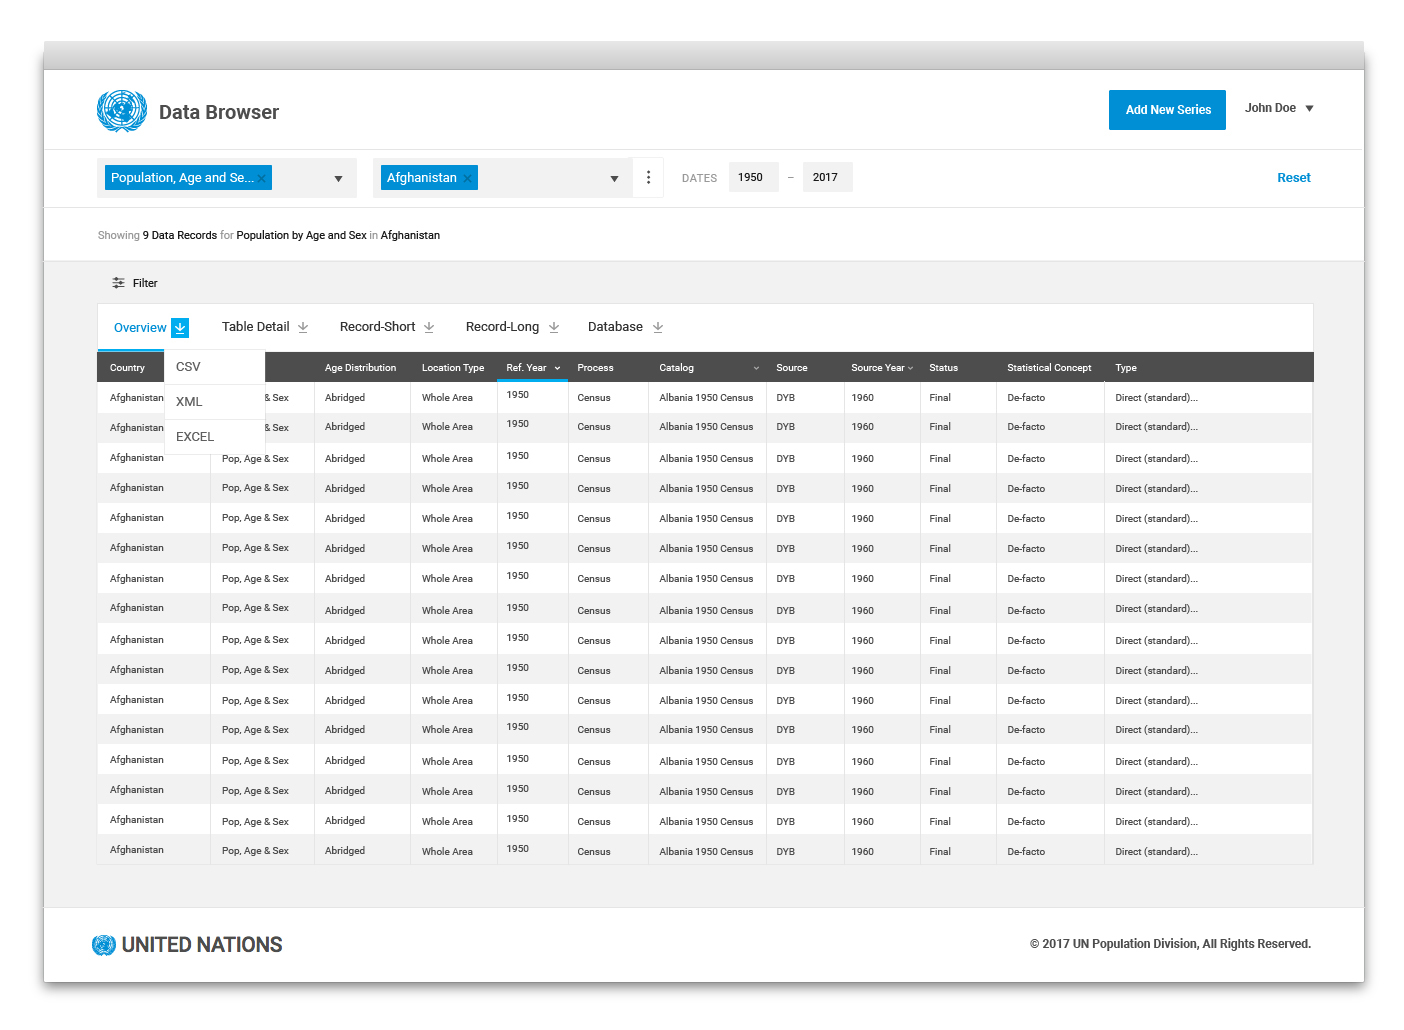 Data Browser
Add New Series
John Doe
Population, Age and Se... ×
Afghanistan ×
DATES 1950 – 2017
Reset
Showing 9 Data Records for Population by Age and Sex in Afghanistan
Filter
Overview Table Detail Record-Short Record-Long Database
CSV
XML
EXCEL
Country Age Distribution Location Type Ref. Year Process Catalog Source Source Year Status Statistical Concept Type
Afghanistan & Sex Abridged Whole Area 1950 Census Albania 1950 Census DYB 1960 Final De-facto Direct (standard)...
Afghanistan & Sex Abridged Whole Area 1950 Census Albania 1950 Census DYB 1960 Final De-facto Direct (standard)...
Afghanistan Pop, Age & Sex Abridged Whole Area 1950 Census Albania 1950 Census DYB 1960 Final De-facto Direct (standard)...
Afghanistan Pop, Age & Sex Abridged Whole Area 1950 Census Albania 1950 Census DYB 1960 Final De-facto Direct (standard)...
Afghanistan Pop, Age & Sex Abridged Whole Area 1950 Census Albania 1950 Census DYB 1960 Final De-facto Direct (standard)...
Afghanistan Pop, Age & Sex Abridged Whole Area 1950 Census Albania 1950 Census DYB 1960 Final De-facto Direct (standard)...
Afghanistan Pop, Age & Sex Abridged Whole Area 1950 Census Albania 1950 Census DYB 1960 Final De-facto Direct (standard)...
Afghanistan Pop, Age & Sex Abridged Whole Area 1950 Census Albania 1950 Census DYB 1960 Final De-facto Direct (standard)...
Afghanistan Pop, Age & Sex Abridged Whole Area 1950 Census Albania 1950 Census DYB 1960 Final De-facto Direct (standard)...
Afghanistan Pop, Age & Sex Abridged Whole Area 1950 Census Albania 1950 Census DYB 1960 Final De-facto Direct (standard)...
Afghanistan Pop, Age & Sex Abridged Whole Area 1950 Census Albania 1950 Census DYB 1960 Final De-facto Direct (standard)...
Afghanistan Pop, Age & Sex Abridged Whole Area 1950 Census Albania 1950 Census DYB 1960 Final De-facto Direct (standard)...
Afghanistan Pop, Age & Sex Abridged Whole Area 1950 Census Albania 1950 Census DYB 1960 Final De-facto Direct (standard)...
Afghanistan Pop, Age & Sex Abridged Whole Area 1950 Census Albania 1950 Census DYB 1960 Final De-facto Direct (standard)...
Afghanistan Pop, Age & Sex Abridged Whole Area 1950 Census Albania 1950 Census DYB 1960 Final De-facto Direct (standard)...
Afghanistan Pop, Age & Sex Abridged Whole Area 1950 Census Albania 1950 Census DYB 1960 Final De-facto Direct (standard)...
UNITED NATIONS
© 2017 UN Population Division, All Rights Reserved.